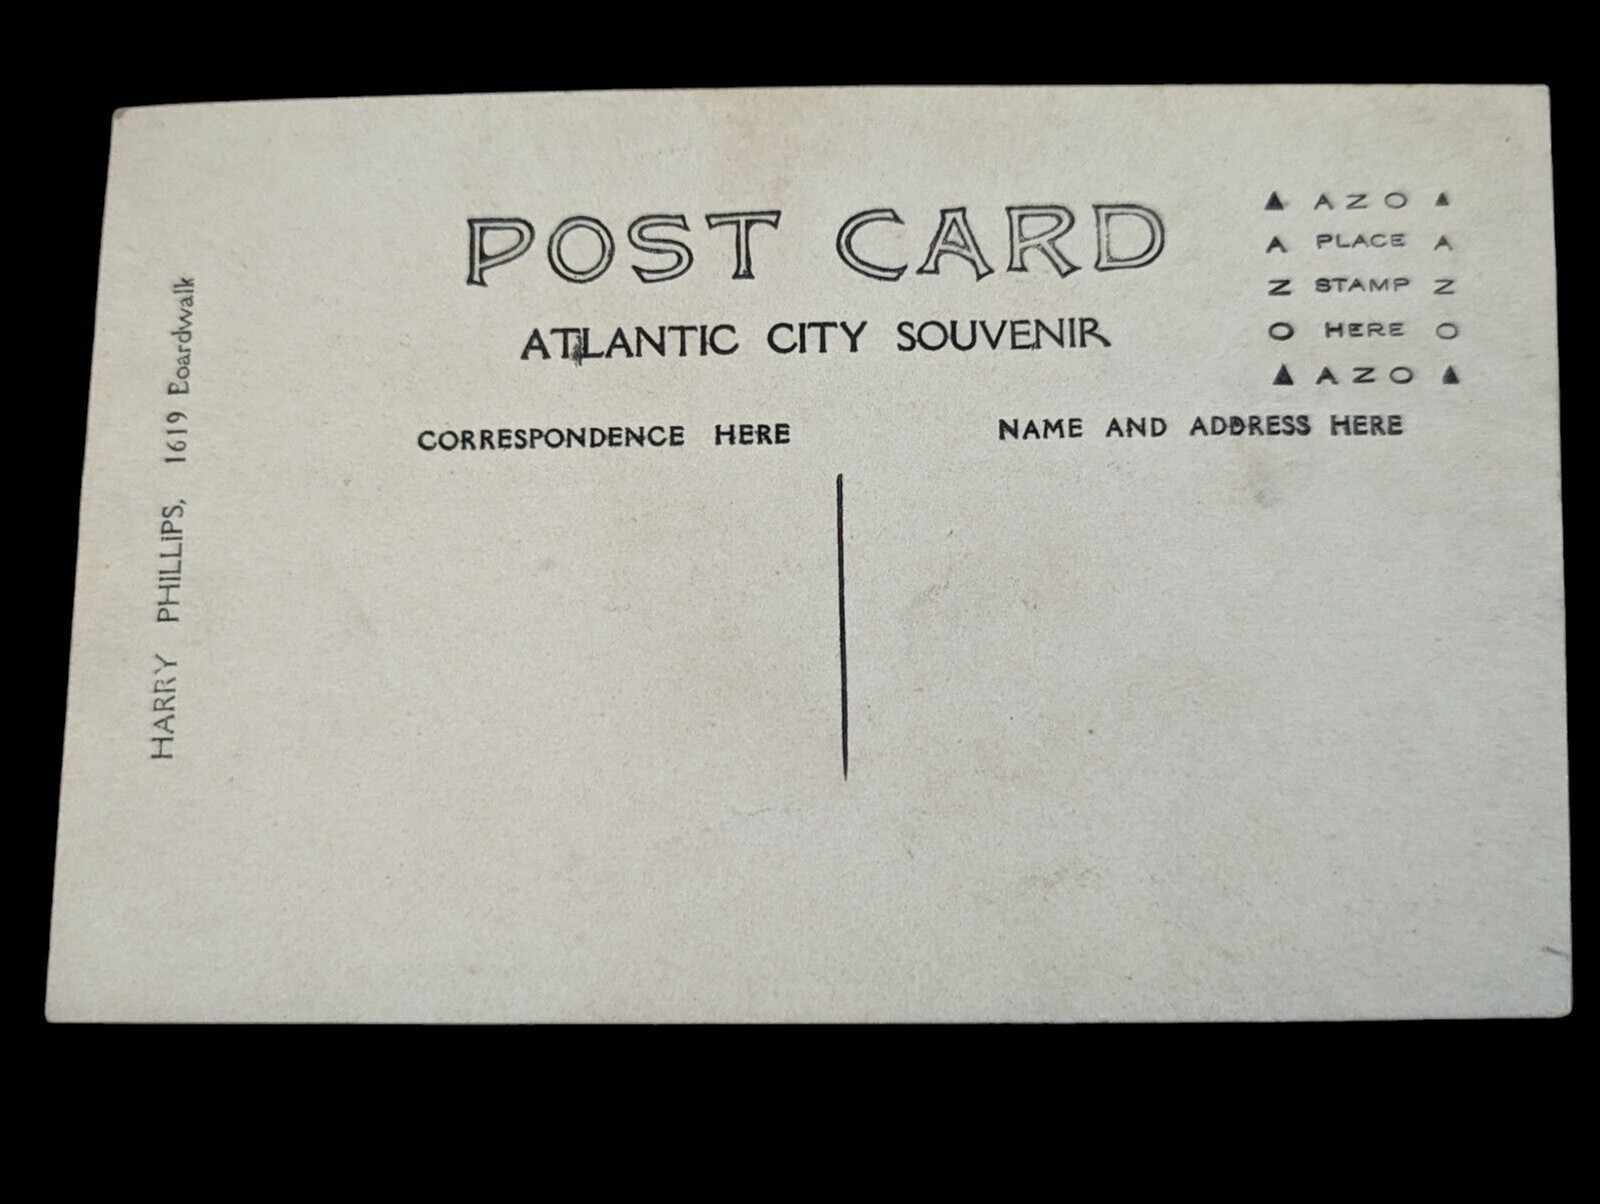 POST CARD
ATLANTIC CITY SOUVENIR
CORRESPONDENCE HERE
NAME AND ADDRESS HERE
▲ AZO ▲
A PLACE A
Z STAMP Z
O HERE O
▲ AZO ▲
HARRY PHILLIPS, 1619 Boardwalk